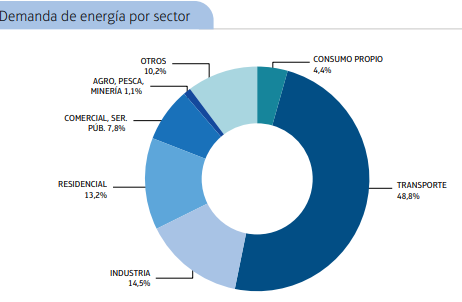 Demanda de energía por sector
CONSUMO PROPIO
4,4%
TRANSPORTE
48,8%
INDUSTRIA
14,5%
RESIDENCIAL
13,2%
COMERCIAL, SER.
PÚB. 7,8%
AGRO, PESCA,
MINERÍA 1,1%
OTROS
10,2%